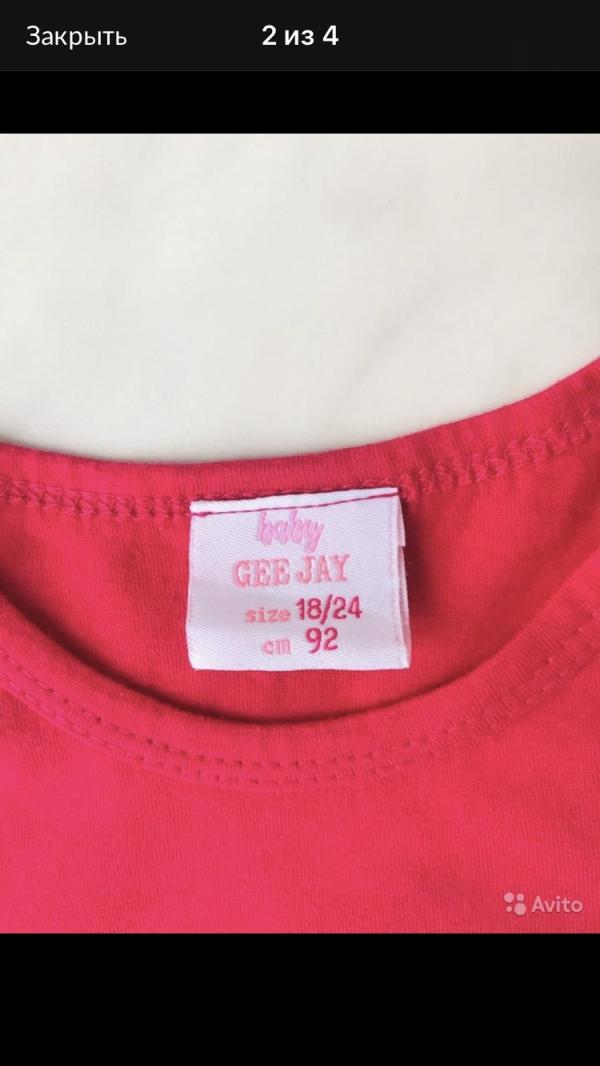 Закрыть
2 из 4
baby
GEE JAY
size 18/24
cm 92
Avito